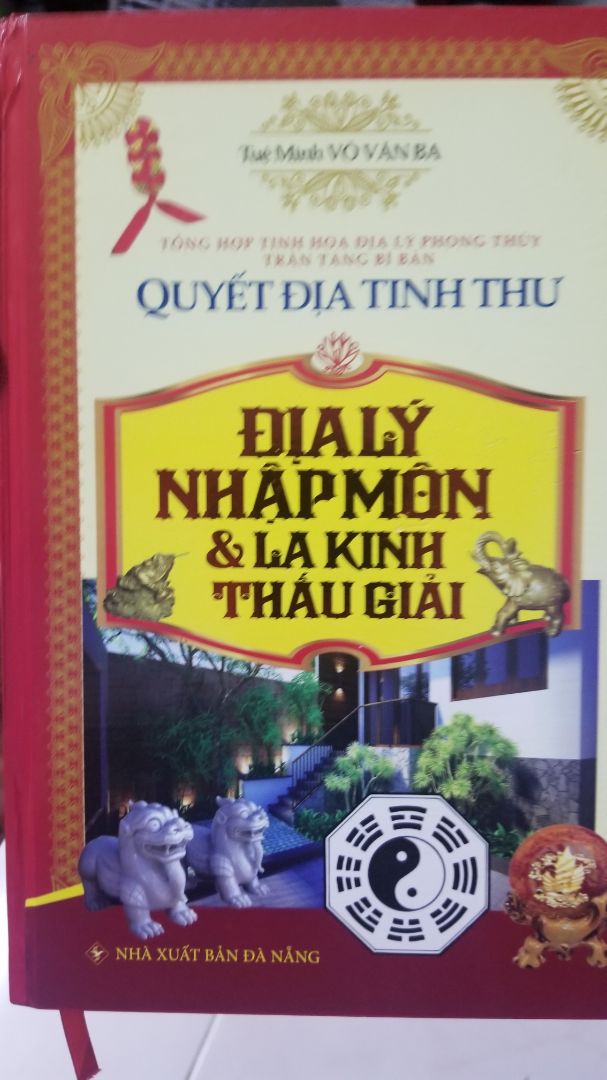 Tuệ Minh VÕ VĂN BA
TỔNG HỢP TINH HOA ĐỊA LÝ PHONG THỦY
TRÂN TÀNG BÍ BẢN
QUYẾT ĐỊA TINH THƯ
ĐỊA LÝ
NHẬP MÔN
& LA KINH
THẤU GIẢI
NHÀ XUẤT BẢN ĐÀ NẴNG